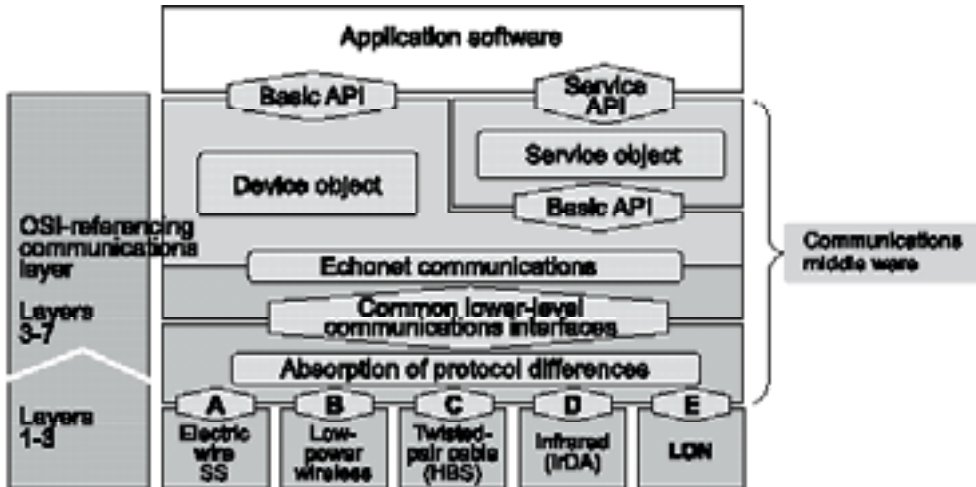 Application software
Basic API
Service
API
Service object
Device object
Basic API
OSI-referencing
communications
layer
Echonet communications
Communications
middle ware
Layers
3-7
Common lower-level
communications interfaces
Absorption of protocol differences
Layers
1-3
A
Electric
wire
SS
B
Low-
power
wireless
C
Twisted-
pair cable
(HBS)
D
Infrared
(IrDA)
E
LON